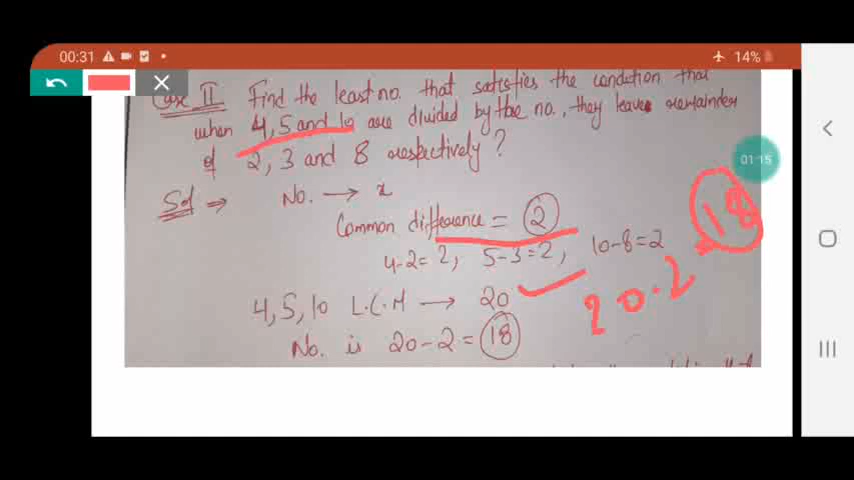 00:31
14%
Case II Find the least no. that satisfies the condition that
when 4, 5 and 10 are divided by the no., they leave remainder
of 2, 3 and 8 respectively?
01:15
Sol ⇒ No. → x
Common difference = 2
4-2=2, 5-3=2, 10-8=2
4, 5, 10 L.C.M → 20
20-2 =18
No. is 20-2 = 18